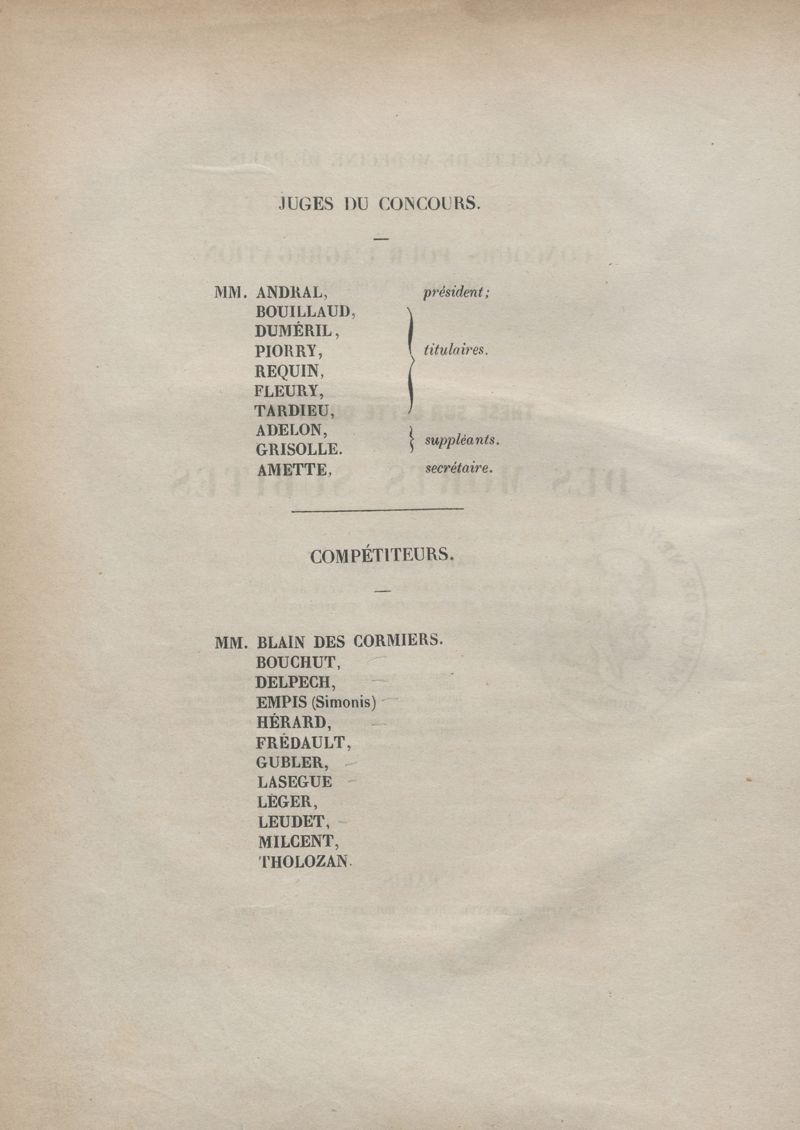 JUGES DU CONCOURS.
MM. ANDRAL, président;
BOUILLAUD,
DUMÉRIL,
PIORRY, titulaires.
REQUIN,
FLEURY,
TARDIEU,
ADELON,
suppléants.
GRISOLLE.
AMETTE, secrétaire.
COMPÉTITEURS.
MM. BLAIN DES CORMIERS.
BOUCHUT,
DELPECH,
EMPIS (Simonis)
HÉRARD,
FRÉDAULT,
GUBLER,
LASEGUE
LÉGER,
LEUDET,
MILCENT,
THOLOZAN.